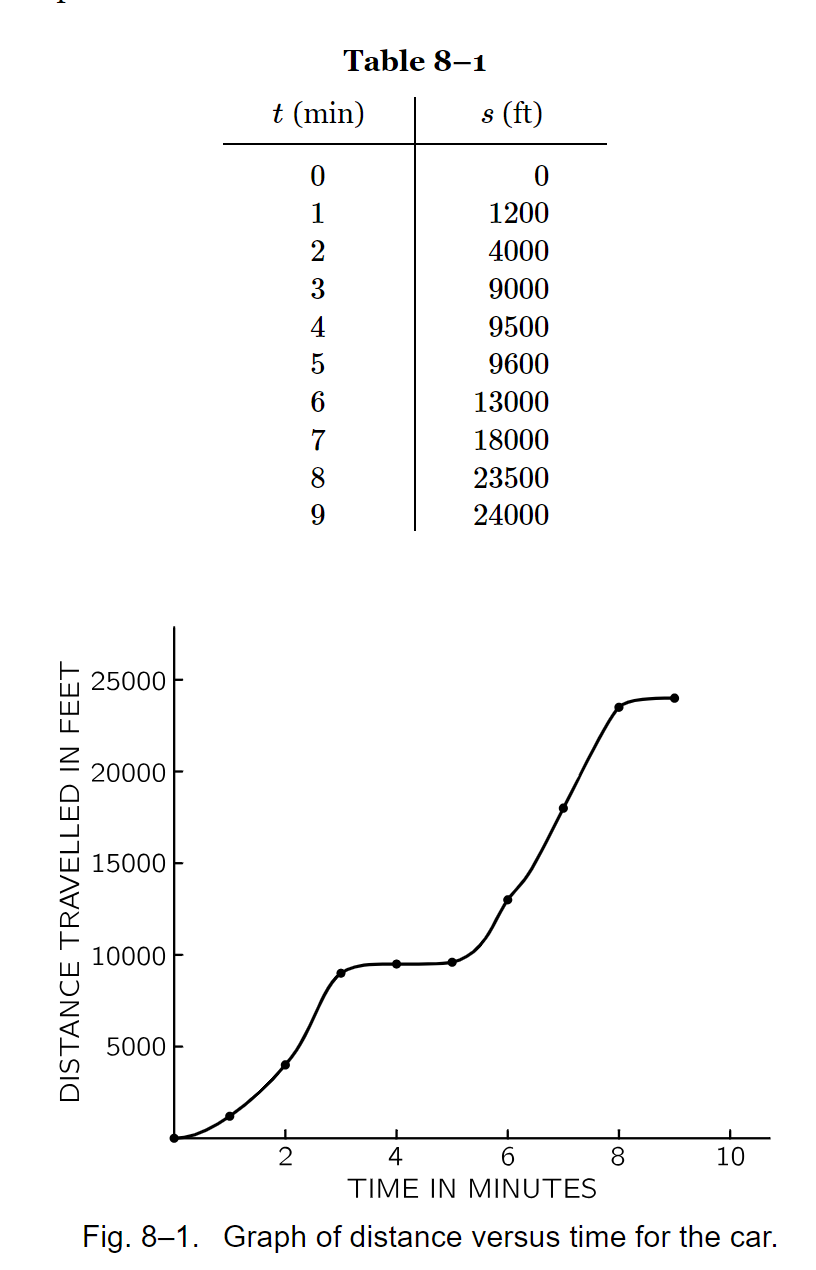 Table 8–1
t (min) s (ft)
0 0
1 1200
2 4000
3 9000
4 9500
5 9600
6 13000
7 18000
8 23500
9 24000
DISTANCE TRAVELLED IN FEET
25000
20000
15000
10000
5000
2 4 6 8 10
TIME IN MINUTES
Fig. 8–1. Graph of distance versus time for the car.